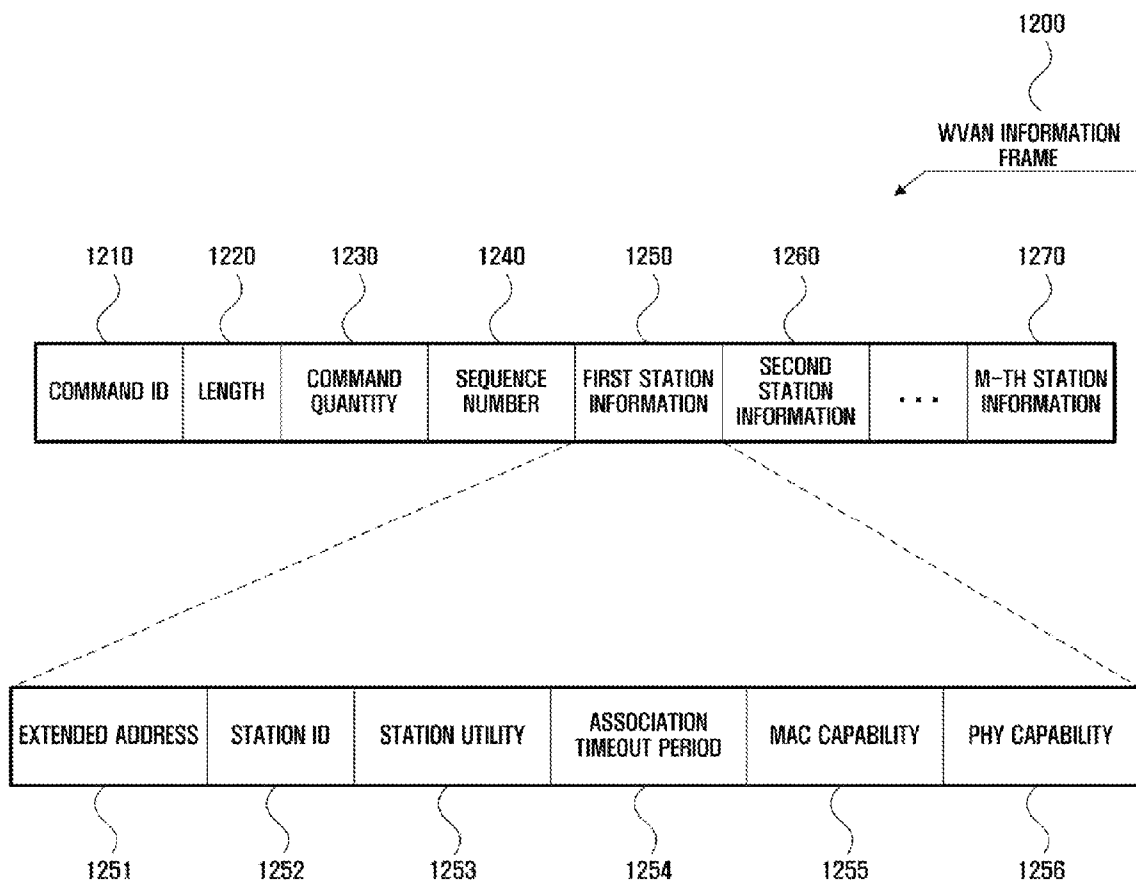 1200
WVAN INFORMATION
FRAME
1210 1220 1230 1240 1250 1260 1270
COMMAND ID
LENGTH
COMMAND
QUANTITY
SEQUENCE
NUMBER
FIRST STATION
INFORMATION
SECOND
STATION
INFORMATION
...
M-TH STATION
INFORMATION
EXTENDED ADDRESS
STATION ID
STATION UTILITY
ASSOCIATION
TIMEOUT PERIOD
MAC CAPABILITY
PHY CAPABILITY
1251 1252 1253 1254 1255 1256